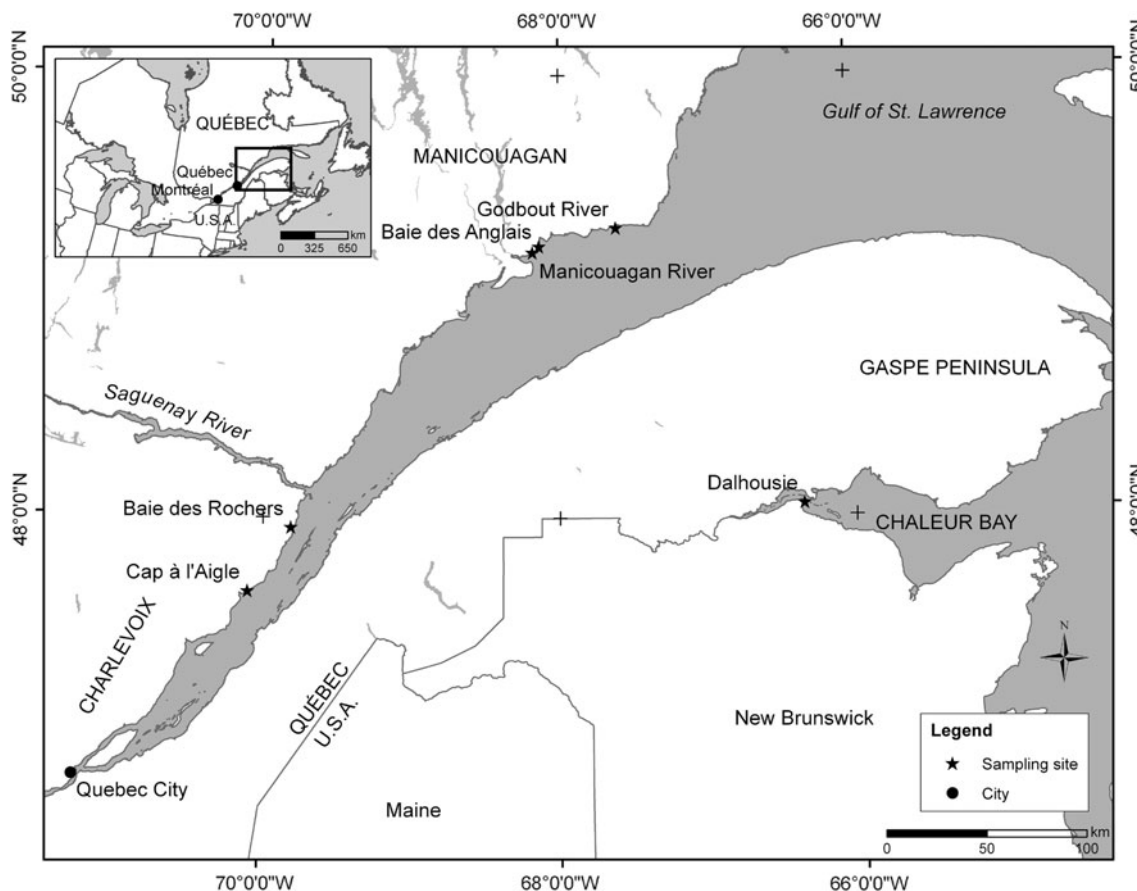 70°0'0"W
68°0'0"W
66°0'0"W
50°0'0"N
50°0'0"N
QUÉBEC
Québec
Montréal
U.S.A.
km
0 325 650
Gulf of St. Lawrence
MANICOUAGAN
Godbout River
Baie des Anglais
Manicouagan River
GASPE PENINSULA
Saguenay River
Dalhousie
Baie des Rochers
48°0'0"N
48°0'0"N
CHALEUR BAY
Cap à l'Aigle
CHARLEVOIX
N
QUÉBEC
U.S.A.
New Brunswick
Legend
Sampling site
City
Quebec City
Maine
km
0 50 100
70°0'0"W
68°0'0"W
66°0'0"W